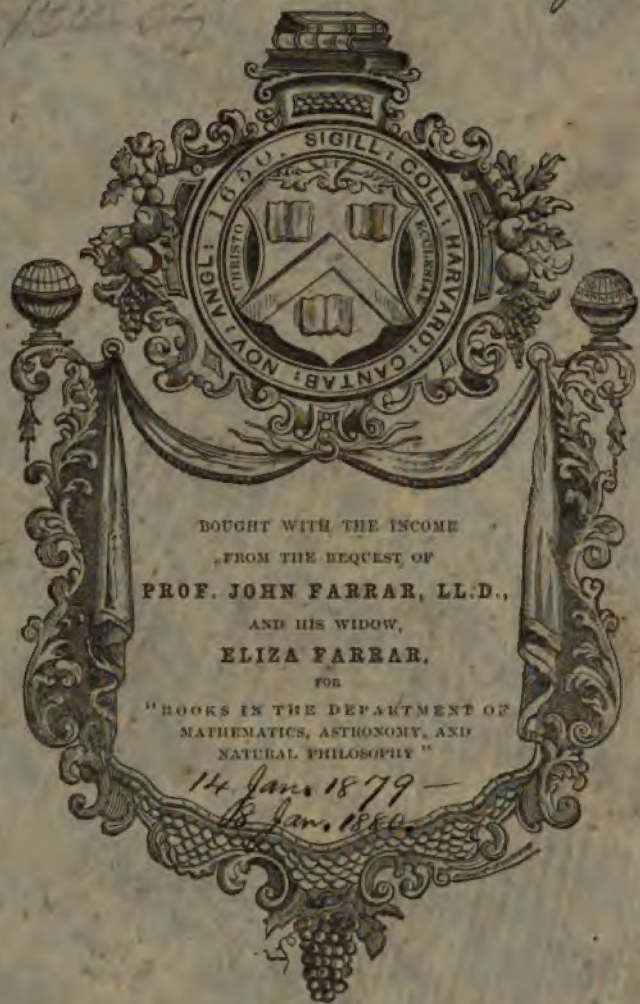 SIGILL: COLL: HARVARD: CANTAB: NOV: ANGL: 1650.
CHRISTO
ECCLESIAE
BOUGHT WITH THE INCOME
FROM THE BEQUEST OF
PROF. JOHN FARRAR, LL.D.,
AND HIS WIDOW,
ELIZA FARRAR,
FOR
"BOOKS IN THE DEPARTMENT OF
MATHEMATICS, ASTRONOMY, AND
NATURAL PHILOSOPHY"
14 Jan. 1879 —
Jan. 1880.